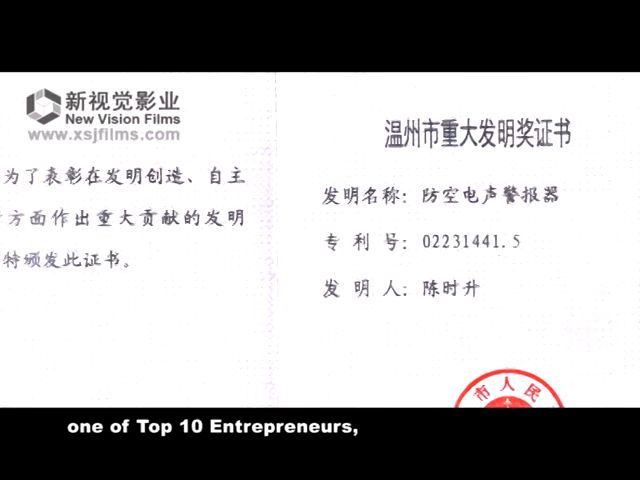 新视觉影业
New Vision Films
www.xsjfilms.com
为了表彰在发明创造、自主
方面作出重大贡献的发明
特颁发此证书。
温州市重大发明奖证书
发明名称：防空电声警报器
专利号：02231441.5
发明人：陈时升
市人民
one of Top 10 Entrepreneurs,